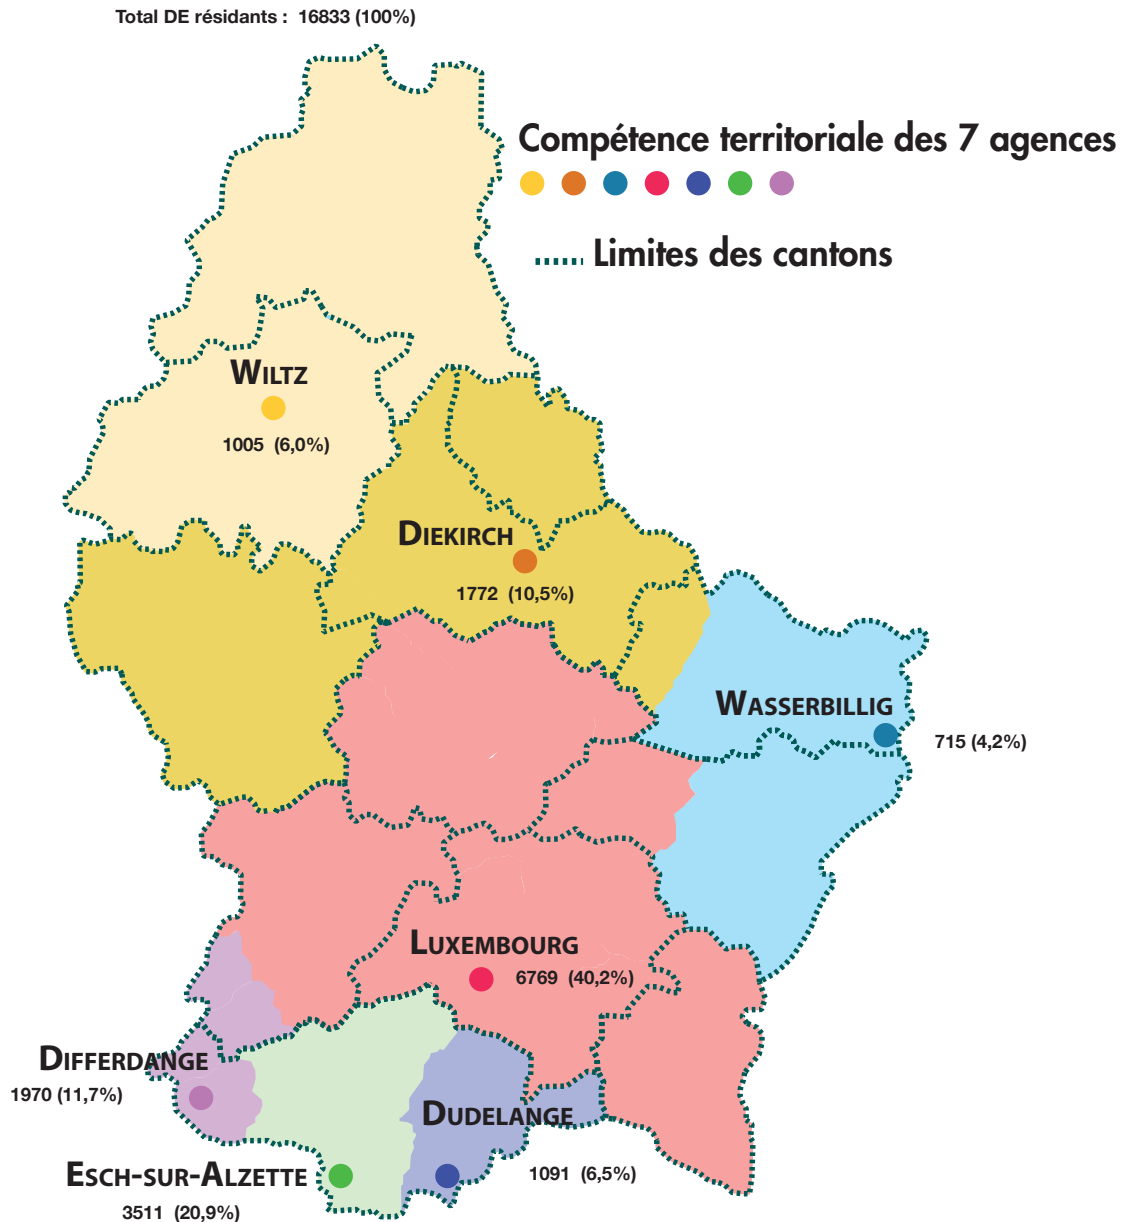 Total DE résidants : 16833 (100%)
Compétence territoriale des 7 agences
Limites des cantons
WILTZ
1005 (6,0%)
DIEKIRCH
1772 (10,5%)
WASSERBILLIG
715 (4,2%)
LUXEMBOURG
6769 (40,2%)
DIFFERDANGE
1970 (11,7%)
DUDELANGE
1091 (6,5%)
ESCH-SUR-ALZETTE
3511 (20,9%)